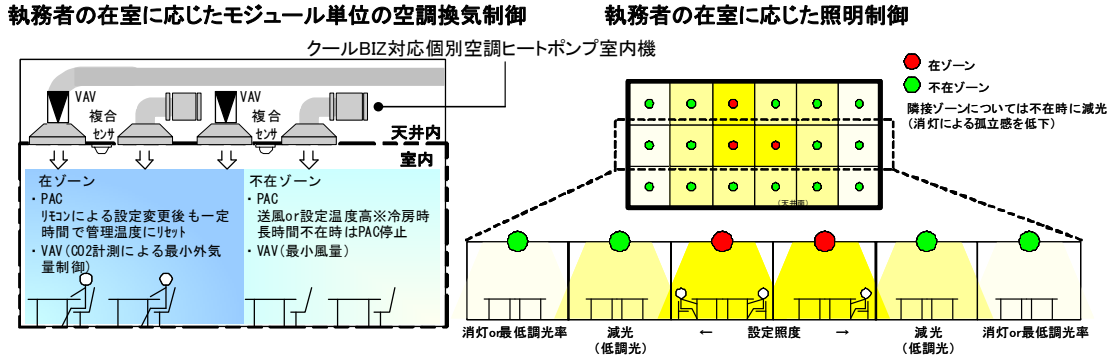 執務者の在室に応じたモジュール単位の空調換気制御
執務者の在室に応じた照明制御
クールBIZ対応個別空調ヒートポンプ室内機
VAV
複合
センサ
VAV
複合
センサ
天井内
室内
在ゾーン
・PAC
リモコンによる設定変更後も一定
時間で管理温度にリセット
・VAV(CO2計測による最小外気
量制御)
不在ゾーン
・PAC
送風or設定温度高※冷房時
長時間不在時はPAC停止
・VAV(最小風量)
在ゾーン
不在ゾーン
隣接ゾーンについては不在時に減光
(消灯による孤立感を低下)
(天井面)
消灯or最低調光率
減光
(低調光)
← 設定照度 →
減光
(低調光)
消灯or最低調光率